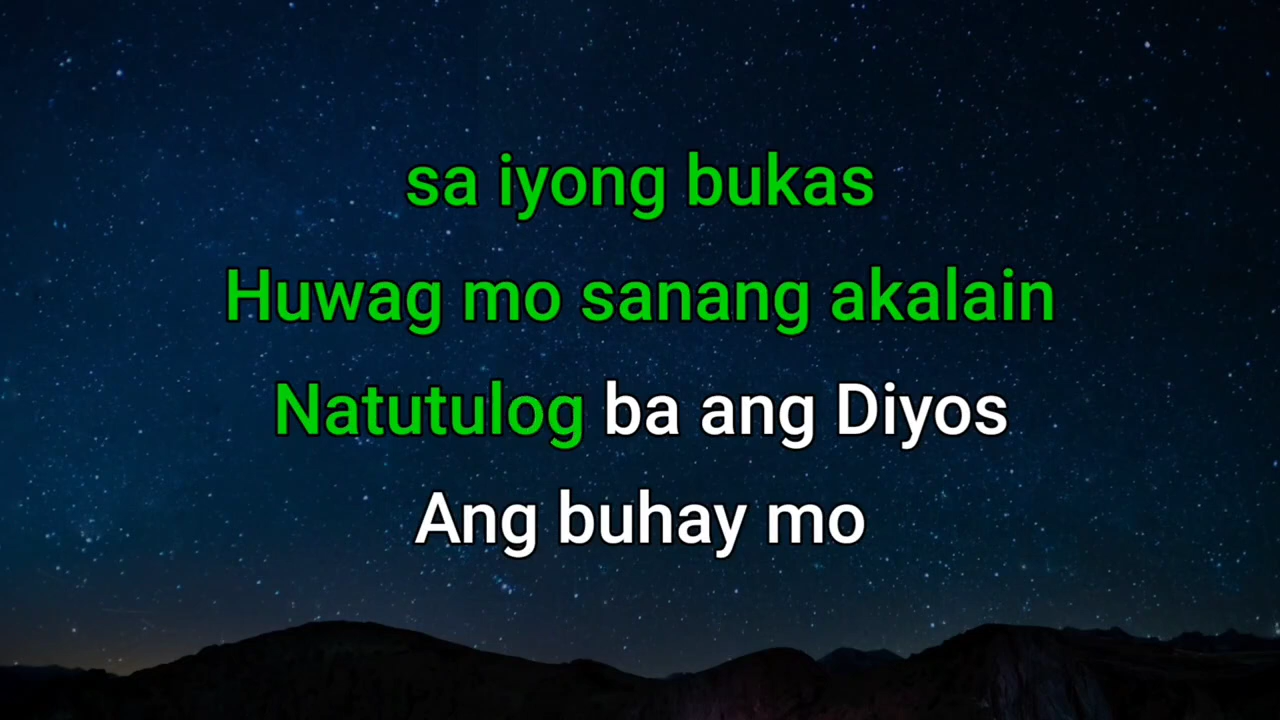 sa iyong bukas
Huwag mo sanang akalain
Natutulog ba ang Diyos
Ang buhay mo